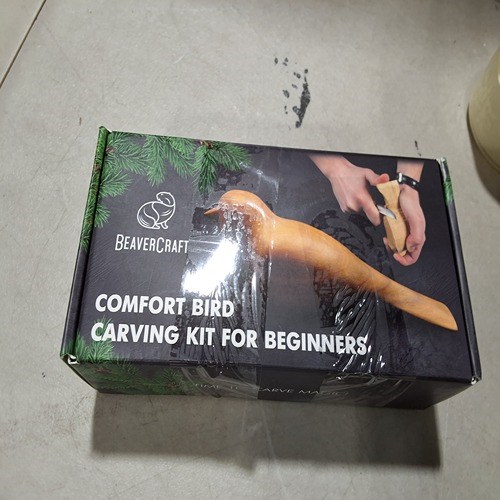 BEAVERCRAFT
COMFORT BIRD
CARVING KIT FOR BEGINNERS